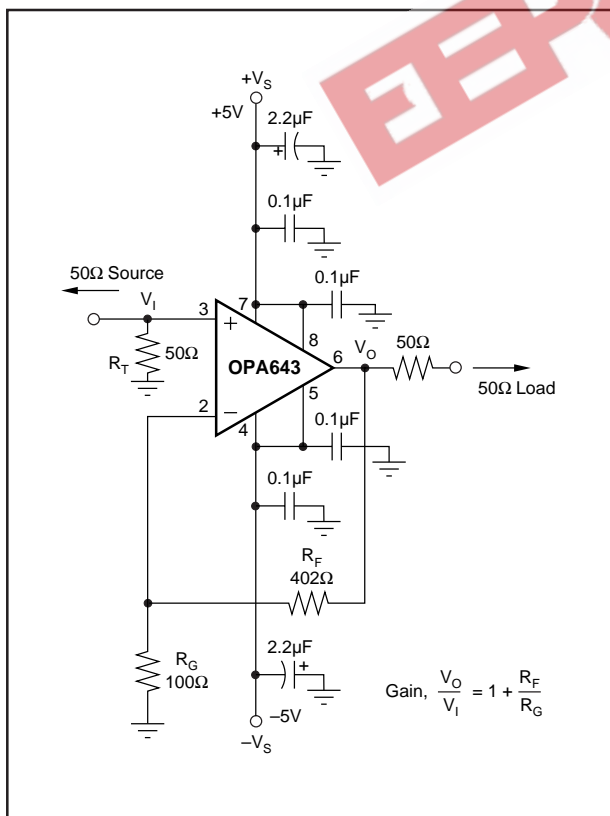 EEP
+V_S
+5V
2.2µF
+
0.1µF
50Ω Source
0.1µF
V_I
3
7
+
8
R_T
50Ω
OPA643
6
V_O
50Ω
50Ω Load
2
−
5
4
0.1µF
0.1µF
R_F
402Ω
R_G
100Ω
2.2µF
+
Gain, V_O/V_I = 1 + R_F/R_G
−5V
−V_S